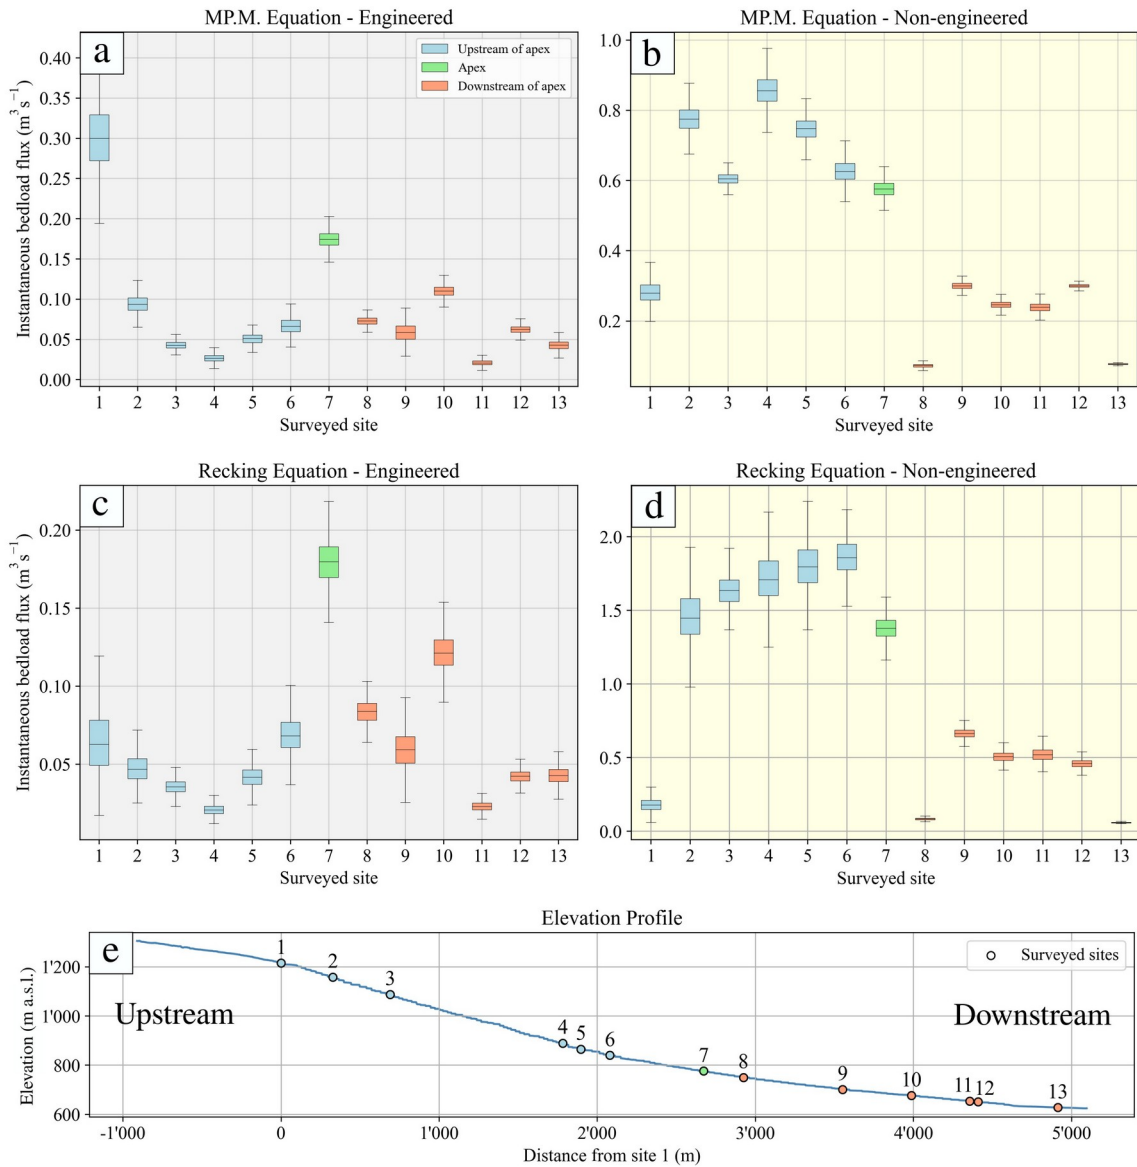 MP.M. Equation - Engineered
a
Upstream of apex
Apex
Downstream of apex
Instantaneous bedload flux (m³ s⁻¹)
0.40
0.35
0.30
0.25
0.20
0.15
0.10
0.05
0.00
1 2 3 4 5 6 7 8 9 10 11 12 13
Surveyed site
MP.M. Equation - Non-engineered
b
1.0
0.8
0.6
0.4
0.2
1 2 3 4 5 6 7 8 9 10 11 12 13
Surveyed site
Recking Equation - Engineered
c
Instantaneous bedload flux (m³ s⁻¹)
0.20
0.15
0.10
0.05
1 2 3 4 5 6 7 8 9 10 11 12 13
Surveyed site
Recking Equation - Non-engineered
d
2.0
1.5
1.0
0.5
0.0
1 2 3 4 5 6 7 8 9 10 11 12 13
Surveyed site
Elevation Profile
e
Surveyed sites
Elevation (m a.s.l.)
1'200
1'000
800
600
Upstream
Downstream
1 2 3 4 5 6 7 8 9 10 11 12 13
-1'000 0 1'000 2'000 3'000 4'000 5'000
Distance from site 1 (m)